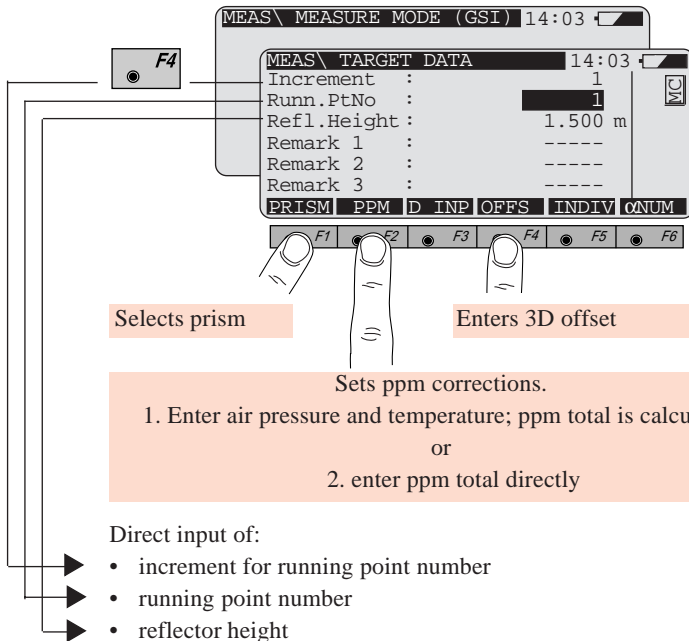 MEAS\ MEASURE MODE (GSI) 14:03
F4
MEAS\ TARGET DATA 14:03
Increment : 1
MC
Runn.PtNo : 1
Refl.Height: 1.500 m
Remark 1 : -----
Remark 2 : -----
Remark 3 : -----
PRISM PPM D INP OFFS INDIV αNUM
F1 F2 F3 F4 F5 F6
Selects prism
Enters 3D offset
Sets ppm corrections.
1. Enter air pressure and temperature; ppm total is calcu
or
2. enter ppm total directly
Direct input of:
• increment for running point number
• running point number
• reflector height